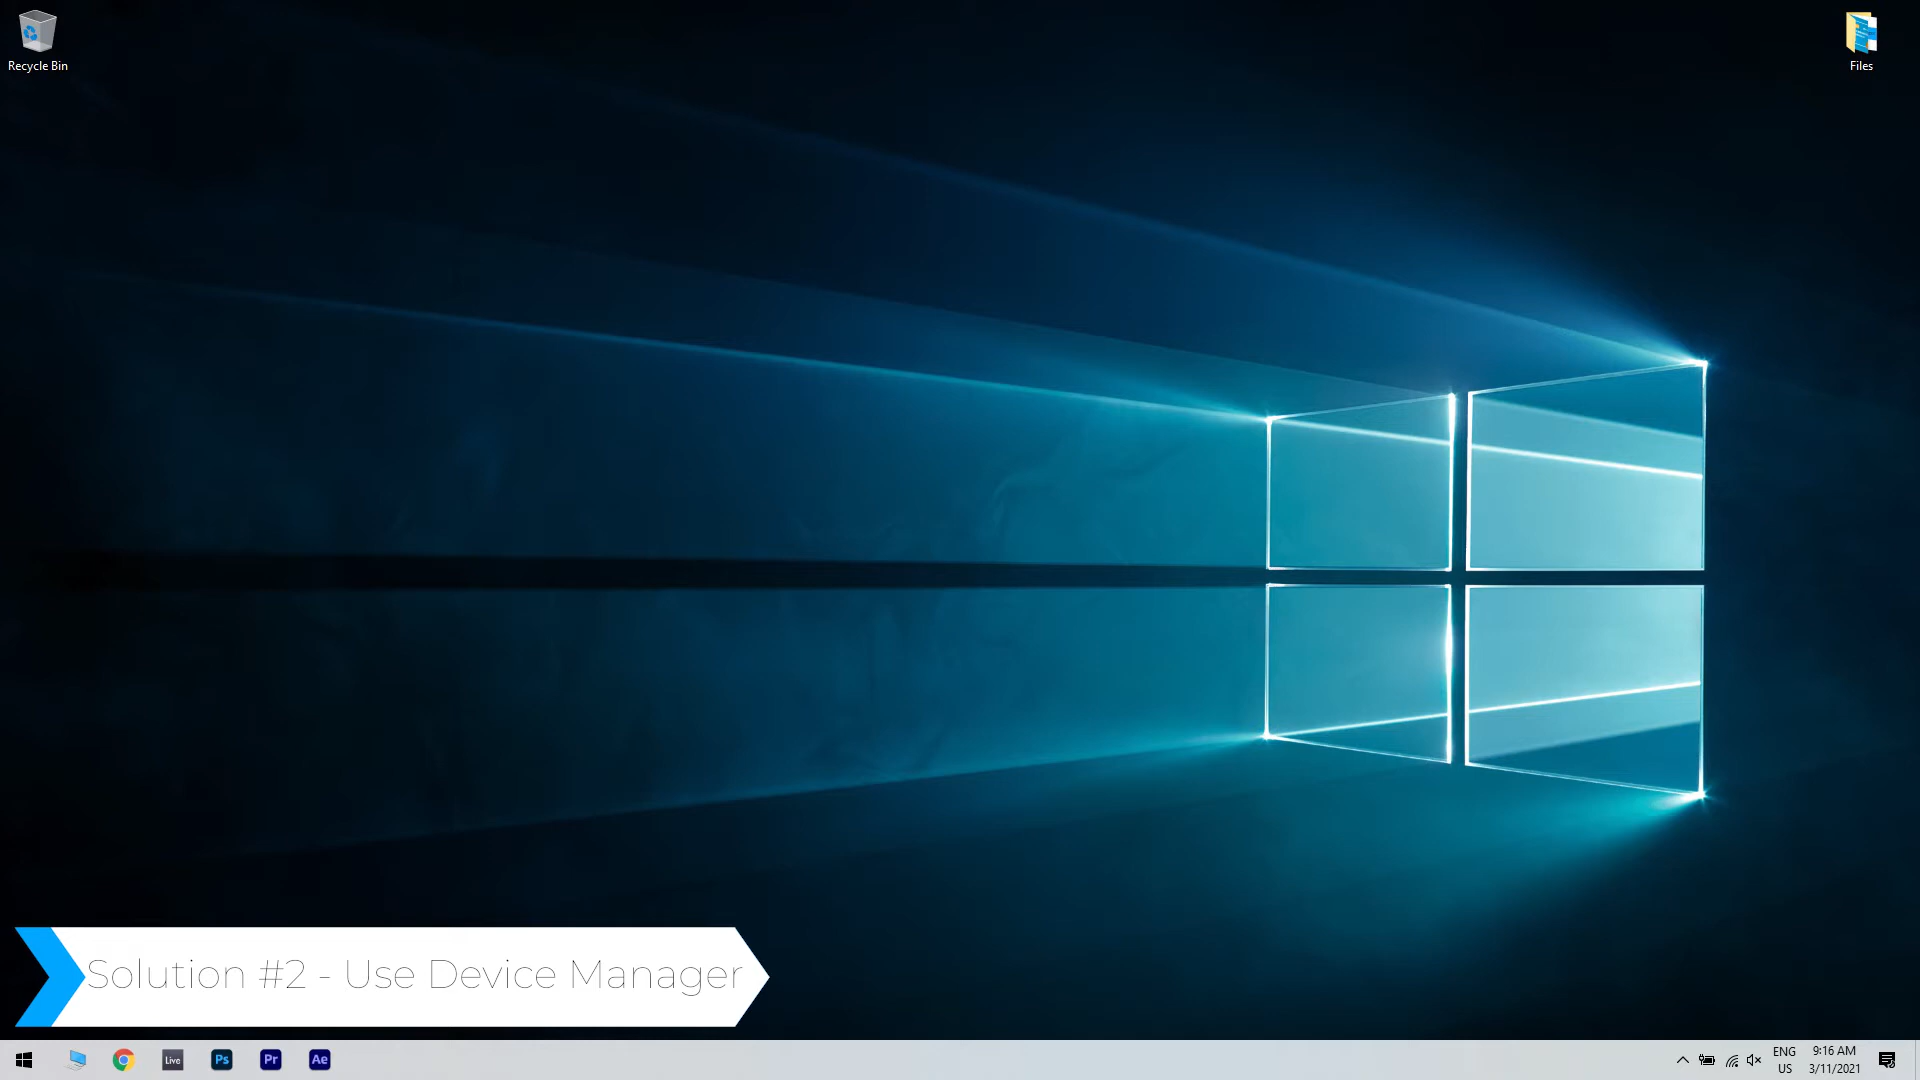 Recycle Bin
Files
Solution #2 - Use Device Manager
Live
Ps
Pr
Ae
ENG
US
9:16 AM
3/11/2021